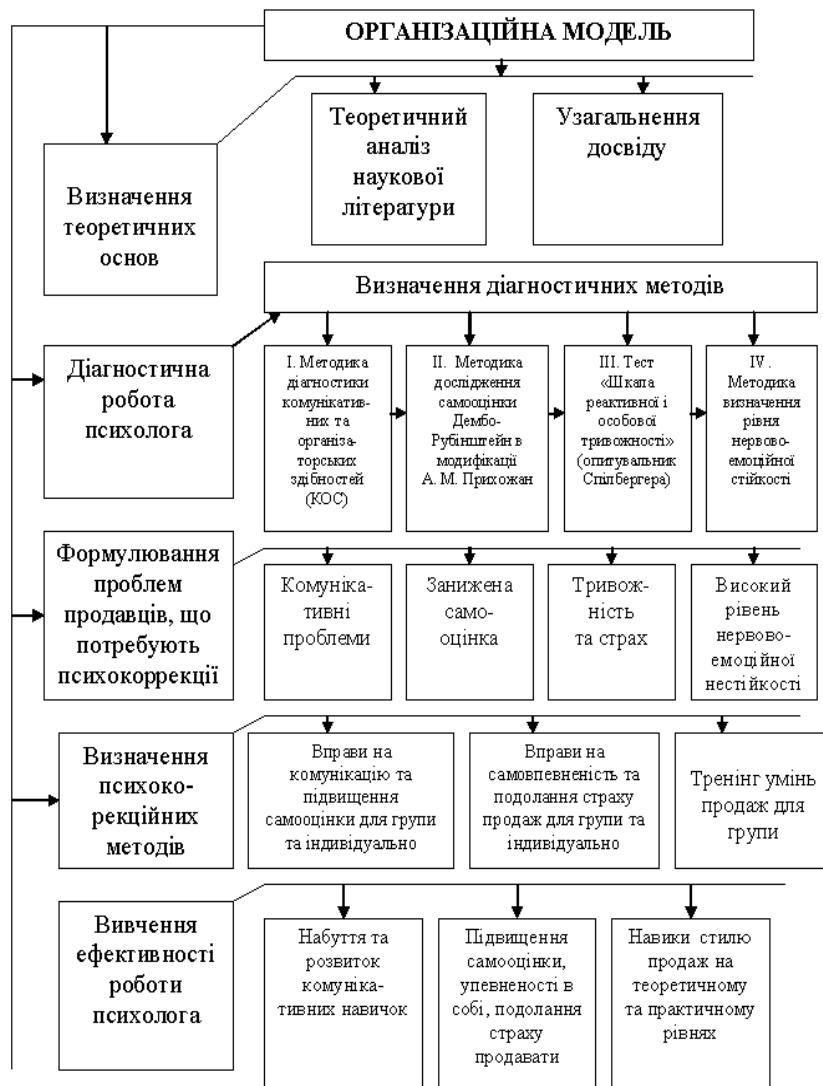 ОРГАНІЗАЦІЙНА МОДЕЛЬ
Теоретичний
аналіз
наукової
літератури
Узагальнення
досвіду
Визначення
теоретичних
основ
Визначення діагностичних методів
Діагностична
робота
психолога
І. Методика
діагностики
комунікатив-
них та
організа-
торських
здібностей
(КОС)
ІІ. Методика
дослідження
самооцінки
Дембо-
Рубінштейн в
модифікації
А. М. Прихожан
ІІІ. Тест
«Шкала
реактивної і
особової
тривожності»
(опитувальник
Спілбергера)
IV .
Методика
визначення
рівня
нервово-
емоційної
стійкості
Формулювання
проблем
продавців, що
потребують
психокоррекції
Комуніка-
тивні
проблеми
Занижена
само-
оцінка
Тривож-
ність
та страх
Високий
рівень
нервово-
емоційної
нестійкості
Визначення
психоко-
рекційних
методів
Вправи на
комунікацію та
підвищення
самооцінки для групи
та індивідуально
Вправи на
самовпевненість та
подолання страху
продаж для групи та
індивідуально
Тренінг умінь
продаж для
групи
Вивчення
ефективності
роботи
психолога
Набуття та
розвиток
комуніка-
тивних навичок
Підвищення
самооцінки,
упевненості в
собі, подолання
страху
продавати
Навики стилю
продаж на
теоретичному
та практичному
рівнях